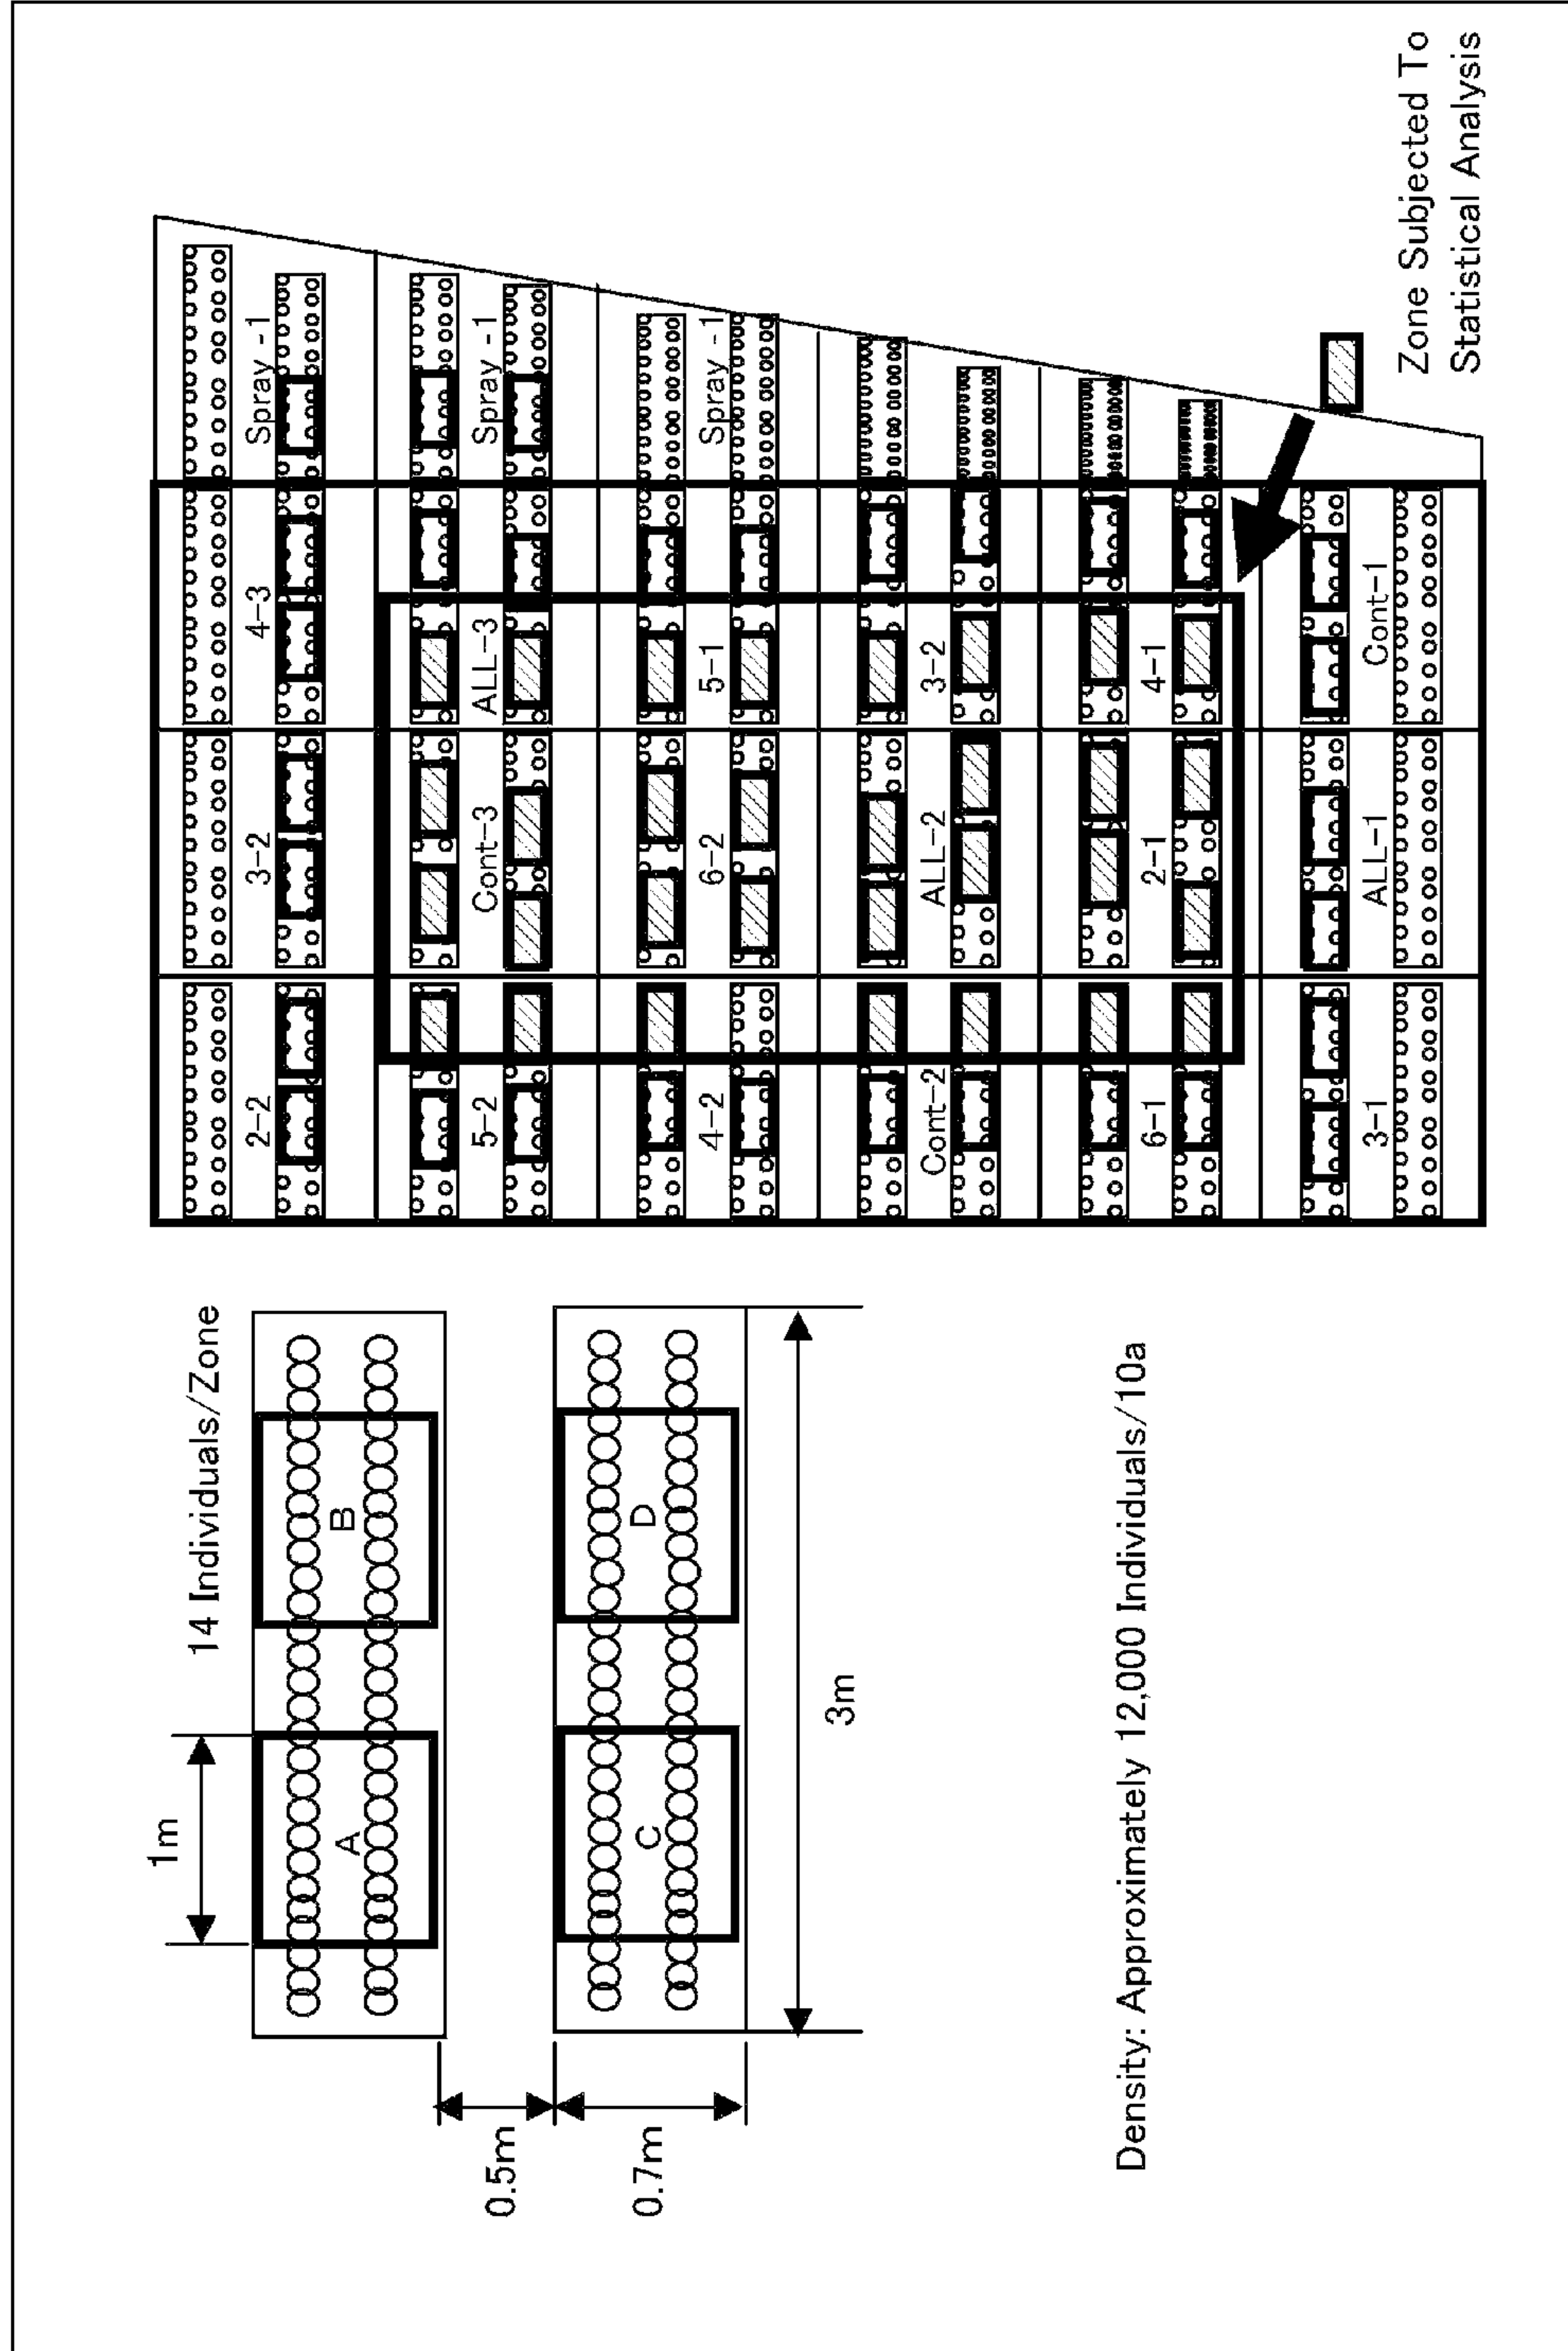 1m
14 Individuals/Zone
A
B
C
D
0.5m
0.7m
3m
Density: Approximately 12,000 Individuals/10a
2-2
3-2
4-3
Spray -1
5-2
Cont-3
ALL-3
Spray -1
4-2
6-2
5-1
Spray-1
Cont-2
ALL-2
3-2
6-1
2-1
4-1
3-1
ALL-1
Cont-1
Zone Subjected To
Statistical Analysis